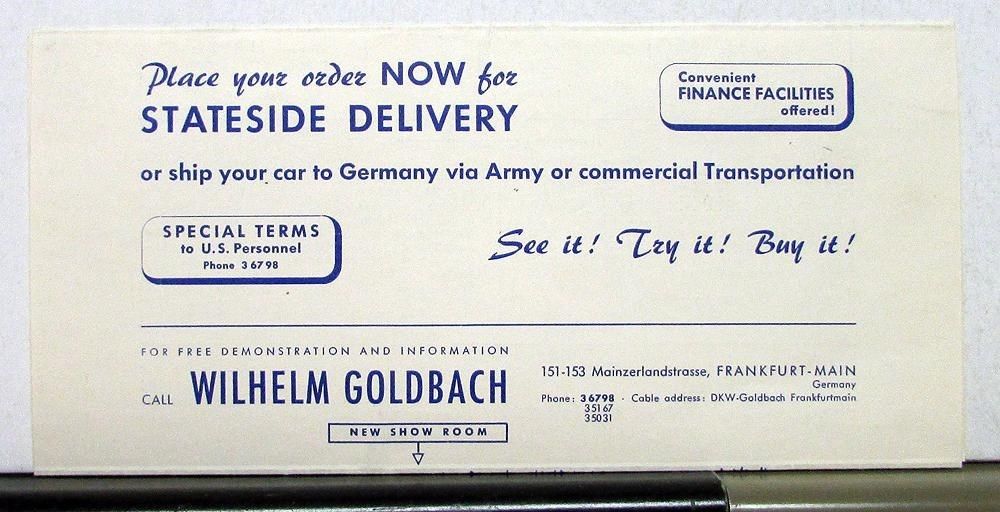 Place your order NOW for
STATESIDE DELIVERY
Convenient
FINANCE FACILITIES
offered!
or ship your car to Germany via Army or commercial Transportation
SPECIAL TERMS
to U.S. Personnel
Phone 36798
See it! Try it! Buy it!
FOR FREE DEMONSTRATION AND INFORMATION
CALL WILHELM GOLDBACH
NEW SHOW ROOM
151-153 Mainzerlandstrasse, FRANKFURT-MAIN
Germany
Phone: 36798 · Cable address: DKW-Goldbach Frankfurtmain
35167
35031